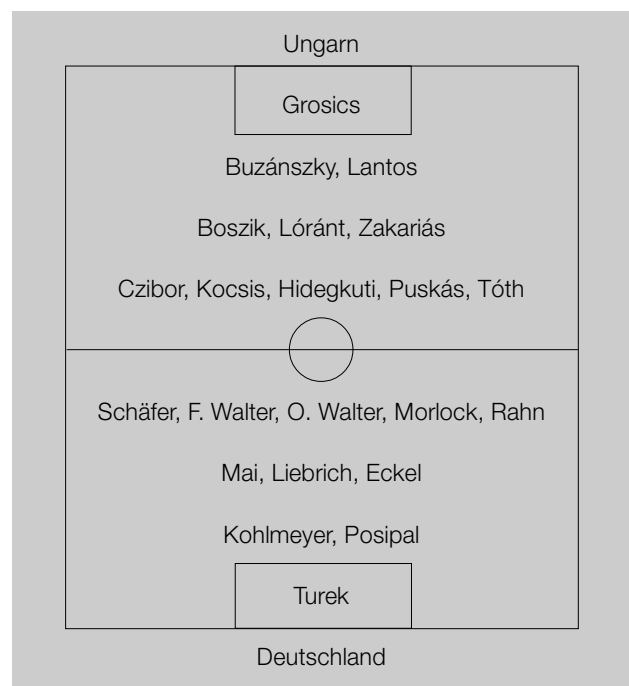 Ungarn
Grosics
Buzánszky, Lantos
Boszik, Lóránt, Zakariás
Czibor, Kocsis, Hidegkuti, Puskás, Tóth
Schäfer, F. Walter, O. Walter, Morlock, Rahn
Mai, Liebrich, Eckel
Kohlmeyer, Posipal
Turek
Deutschland